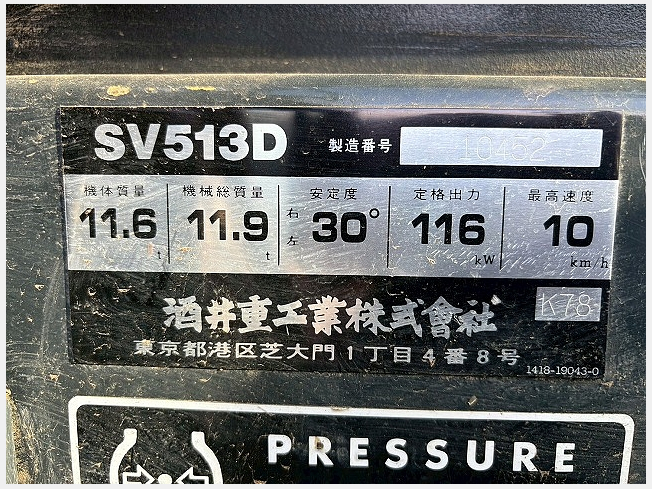 SV513D 製造番号 10452
機体質量 機械総質量 安定度 定格出力 最高速度
11.6 t 11.9 t 右 左 30° 116 kW 10 km/h
酒井重工業株式會社 K78
東京都港区芝大門1丁目4番8号 1418-19043-0
PRESSURE